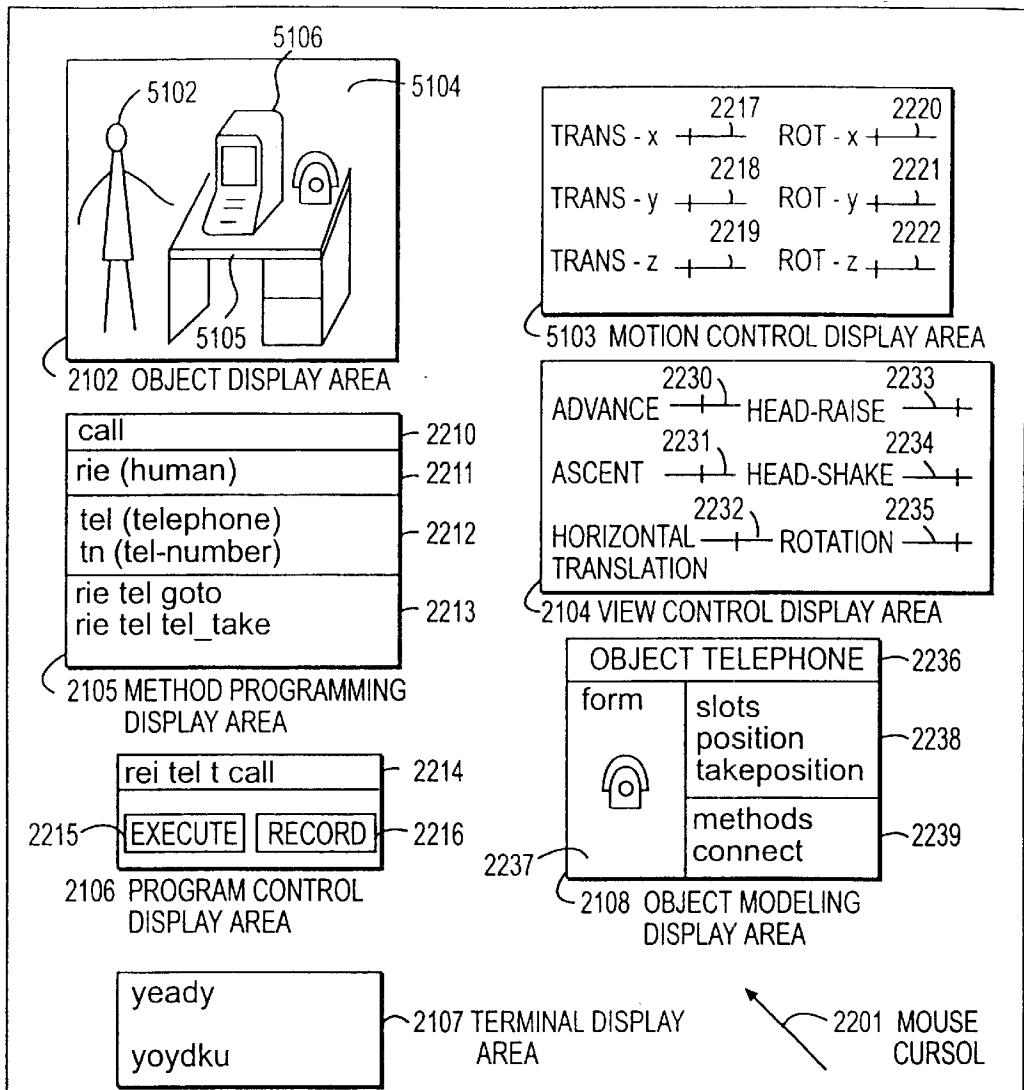 5106
5102
5104
5105
2102 OBJECT DISPLAY AREA
2217
2220
TRANS - x
ROT - x
2218
2221
TRANS - y
ROT - y
2219
2222
TRANS - z
ROT - z
5103 MOTION CONTROL DISPLAY AREA
2230
2233
ADVANCE
HEAD-RAISE
2231
2234
ASCENT
HEAD-SHAKE
2232
2235
HORIZONTAL
TRANSLATION
ROTATION
2104 VIEW CONTROL DISPLAY AREA
call
2210
rie (human)
2211
tel (telephone)
tn (tel-number)
2212
rie tel goto
rie tel tel_take
2213
2105 METHOD PROGRAMMING
DISPLAY AREA
OBJECT TELEPHONE
2236
form
slots
position
takeposition
2238
methods
connect
2239
2237
2108 OBJECT MODELING
DISPLAY AREA
rei tel t call
2214
2215
EXECUTE
RECORD
2216
2106 PROGRAM CONTROL
DISPLAY AREA
yeady
yoydku
2107 TERMINAL DISPLAY
AREA
2201 MOUSE
CURSOL